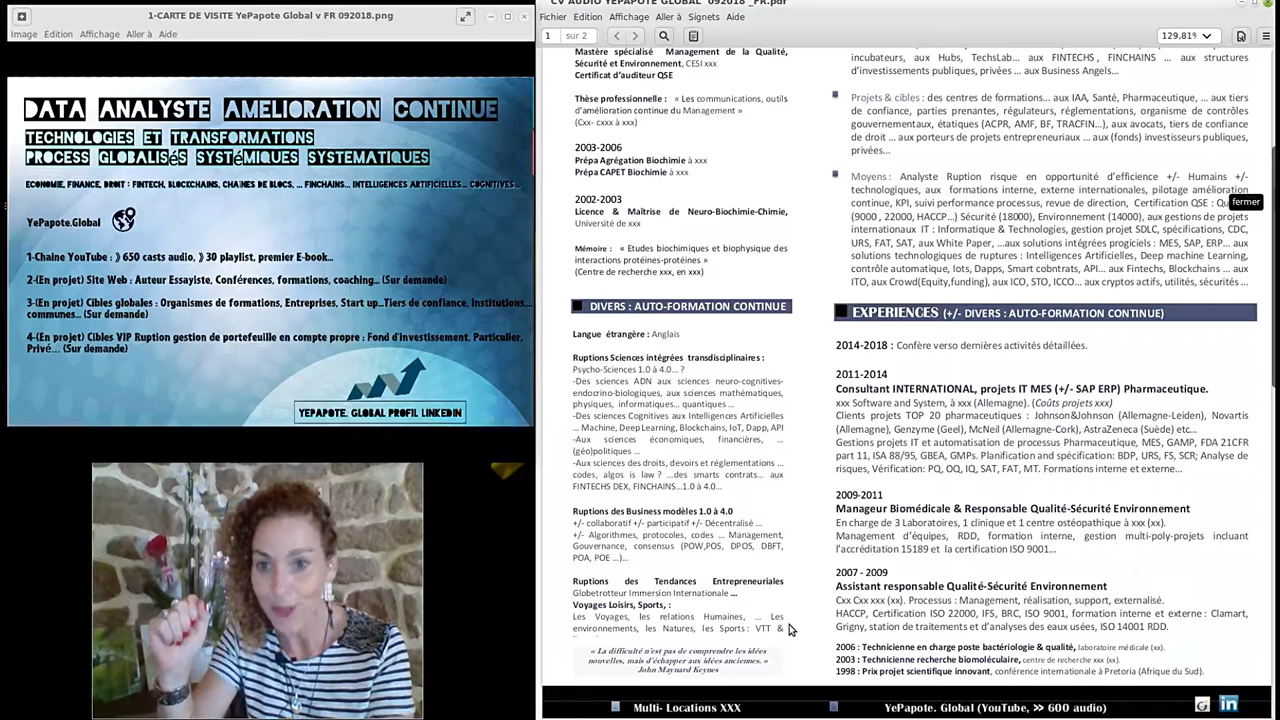 1-CARTE DE VISITE YePapote Global v FR 092018.png
Image Edition Affichage Aller à Aide
DATA ANALYSTE AMELIORATION CONTINUE
TECHNOLOGIES ET TRANSFORMATIONS
PROCESS GLOBALISéS SYSTéMIQUES SYSTEMATIQUES
ECONOMIE, FINANCE, DROIT : FINTECH, BLOCKCHAINS, CHAîNES DE BLOCS, ... FINCHAINS... INTELLIGENCES ARTIFICIELLES... COGNITIVES...
YePapote.Global
1-Chaine YouTube : » 650 casts audio, » 30 playlist, premier E-book...
2-(En projet) Site Web : Auteur Essayiste, Conférences, formations, coaching... (Sur demande)
3-(En projet) Cibles globales : Organismes de formations, Entreprises, Start up...Tiers de confiance, Institutions,...
communes... (Sur demande)
4-(En projet) Cibles VIP Ruption gestion de portefeuille en compte propre : Fond d'investissement, Particulier,
Privé... (Sur demande)
YEPAPOTE. GLOBAL PROFIL LINKEDIN
CV AUDIO YEPAPOTE GLOBAL 092018 _FR.pdf
Fichier Edition Affichage Aller à Signets Aide
1 sur 2
129,81%
Mastère spécialisé Management de la Qualité,
Sécurité et Environnement, CESI xxx
Certificat d'auditeur QSE
Thèse professionnelle : « Les communications, outils
d'amélioration continue du Management »
(Cxx- cxxx à xxx)
2003-2006
Prépa Agrégation Biochimie à xxx
Prépa CAPET Biochimie à xxx
2002-2003
Licence & Maîtrise de Neuro-Biochimie-Chimie,
Université de xxx
Mémoire : « Etudes biochimiques et biophysique des
interactions protéines-protéines »
(Centre de recherche xxx, en xxx)
DIVERS : AUTO-FORMATION CONTINUE
Langue étrangère : Anglais
Ruptions Sciences intégrées transdisciplinaires :
Psycho-Sciences 1.0 à 4.0... ?
-Des sciences ADN aux sciences neuro-cognitives-
endocrino-biologiques, aux sciences mathématiques,
physiques, informatiques... quantiques ...
-Des sciences Cognitives aux Intelligences Artificielles
... Machine, Deep Learning, Blockchains, IoT, Dapp, API
-Aux sciences économiques, financières, ...
(géo)politiques ...
-Aux sciences des droits, devoirs et réglementations ...
codes, algos is law ? ...des smarts contrats... aux
FINTECHS DEX, FINCHAINS...1.0 à 4.0...
Ruptions des Business modèles 1.0 à 4.0
+/- collaboratif +/- participatif +/- Décentralisé ...
+/- Algorithmes, protocoles, codes ... Management,
Gouvernance, consensus (POW,POS, DPOS, DBFT,
POA, POE ...)...
Ruptions des Tendances Entrepreneuriales
Globetrotteur Immersion Internationale ...
Voyages Loisirs, Sports, :
Les Voyages, les relations Humaines, ... Les
environnements, les Natures, les Sports : VTT &
« La difficulté n'est pas de comprendre les idées
nouvelles, mais d'échapper aux idées anciennes. »
John Maynard Keynes
incubateurs, aux Hubs, TechsLab... aux FINTECHS , FINCHAINS ... aux structures
d'investissements publiques, privées ... aux Business Angels...
Projets & cibles : des centres de formations... aux IAA, Santé, Pharmaceutique, ... aux tiers
de confiance, parties prenantes, régulateurs, réglementations, organisme de contrôles
gouvernementaux, étatiques (ACPR, AMF, BF, TRACFIN...), aux avocats, tiers de confiance
de droit ... aux porteurs de projets entrepreneuriaux ... aux (fonds) investisseurs publiques,
privées...
Moyens : Analyste Ruption risque en opportunité d'efficience +/- Humains +/-
technologiques, aux formations interne, externe internationales, pilotage amélioration
continue, KPI, suivi performance processus, revue de direction, Certification QSE :
fermer
(9000 , 22000, HACCP...) Sécurité (18000), Environnement (14000), aux gestions de projets
internationaux IT : Informatique & Technologies, gestion projet SDLC, spécifications, CDC,
URS, FAT, SAT, aux White Paper, ...aux solutions intégrées progiciels : MES, SAP, ERP... aux
solutions technologiques de ruptures : Intelligences Artificielles, Deep machine Learning,
contrôle automatique, Iots, Dapps, Smart cobntrats, API... aux Fintechs, Blockchains ... aux
ITO, aux Crowd(Equity,funding), aux ICO, STO, ICCO... aux cryptos actifs, utilités, sécurités ...
EXPERIENCES (+/- DIVERS : AUTO-FORMATION CONTINUE)
2014-2018 : Confère verso dernières activités détaillées.
2011-2014
Consultant INTERNATIONAL, projets IT MES (+/- SAP ERP) Pharmaceutique.
xxx Software and System, à xxx (Allemagne). (Coûts projets xxx)
Clients projets TOP 20 pharmaceutiques : Johnson&Johnson (Allemagne-Leiden), Novartis
(Allemagne), Genzyme (Geel), McNeil (Allemagne-Cork), AstraZeneca (Suède) etc...
Gestions projets IT et automatisation de processus Pharmaceutique, MES, GAMP, FDA 21CFR
part 11, ISA 88/95, GBEA, GMPs. Planification and spécification: BDP, URS, FS, SCR; Analyse de
risques, Vérification: PQ, OQ, IQ, SAT, FAT, MT. Formations interne et externe...
2009-2011
Manageur Biomédicale & Responsable Qualité-Sécurité Environnement
En charge de 3 Laboratoires, 1 clinique et 1 centre ostéopathique à xxx (xx).
Management d'équipes, RDD, formation interne, gestion multi-poly-projets incluant
l'accréditation 15189 et la certification ISO 9001...
2007 - 2009
Assistant responsable Qualité-Sécurité Environnement
Cxx Cxx xxx (xx). Processus : Management, réalisation, support, externalisé.
HACCP, Certification ISO 22000, IFS, BRC, ISO 9001, formation interne et externe : Clamart,
Grigny, station de traitements et d'analyses des eaux usées, ISO 14001 RDD.
2006 : Technicienne en charge poste bactériologie & qualité, laboratoire médicale (xx).
2003 : Technicienne recherche biomoléculaire, centre de recherche xxx (xx).
1998 : Prix projet scientifique innovant, conférence internationale à Pretoria (Afrique du Sud).
Multi- Locations XXX
YePapote. Global (YouTube, >> 600 audio)